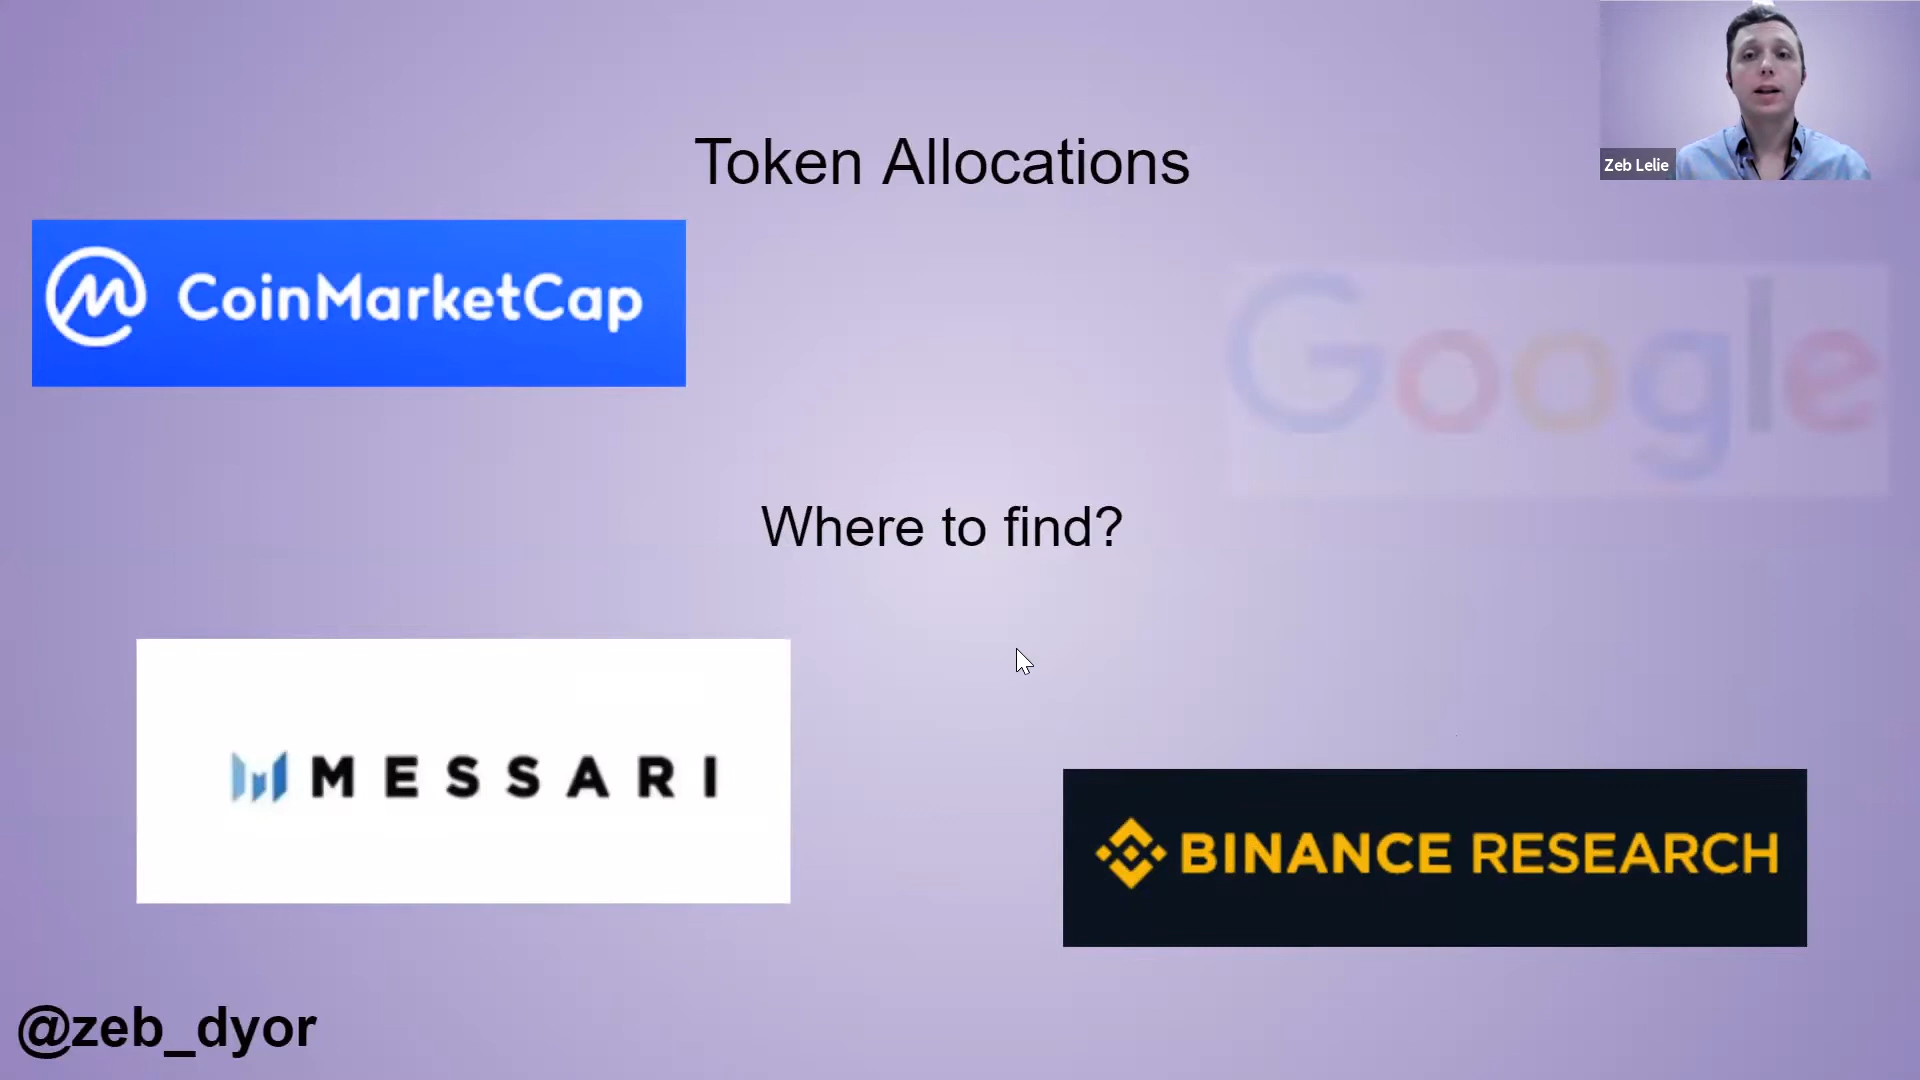 Zeb Lelie
Token Allocations
CoinMarketCap
Google
Where to find?
MESSARI
BINANCE RESEARCH
@zeb_dyor